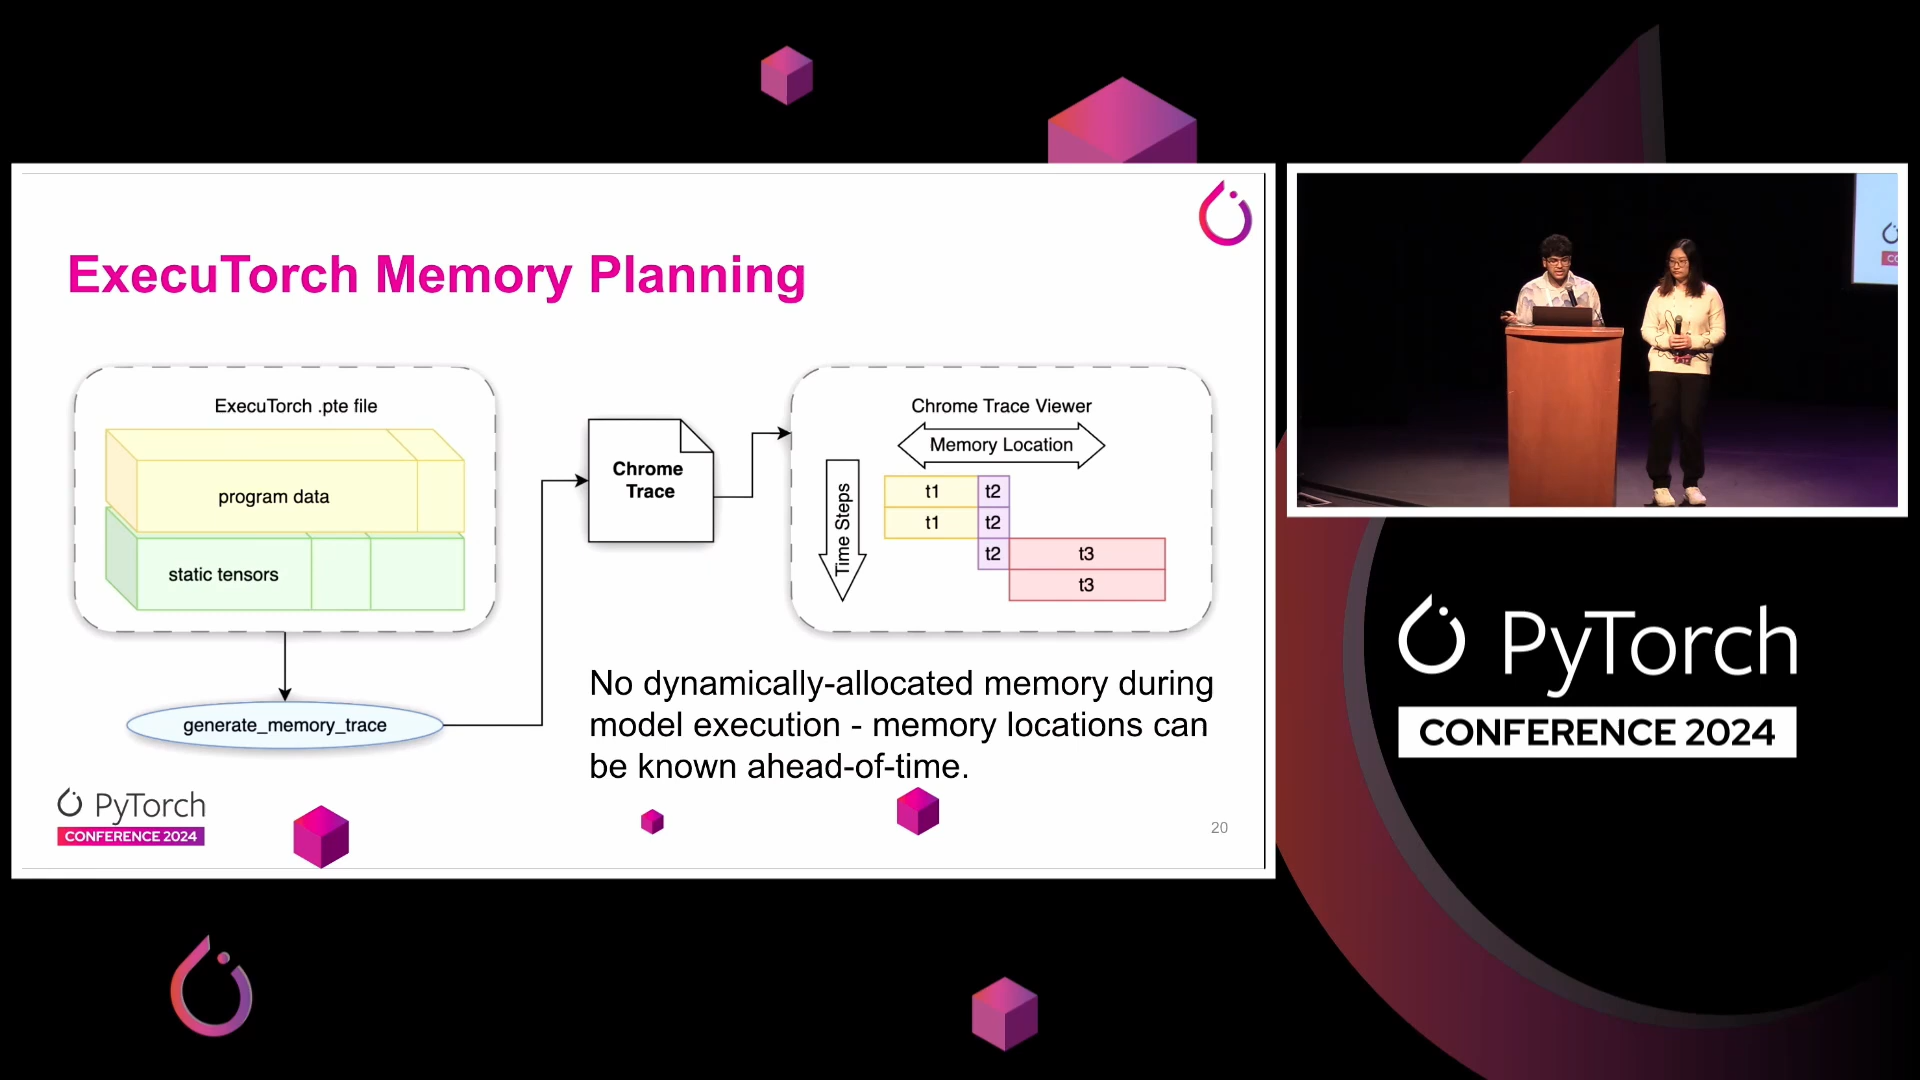 ExecuTorch Memory Planning
ExecuTorch .pte file
program data
static tensors
generate_memory_trace
Chrome
Trace
Chrome Trace Viewer
Memory Location
Time Steps
t1 t2
t1 t2
t2 t3
t3
No dynamically-allocated memory during
model execution - memory locations can
be known ahead-of-time.
PyTorch
CONFERENCE 2024
20
PyTorch
CONFERENCE 2024